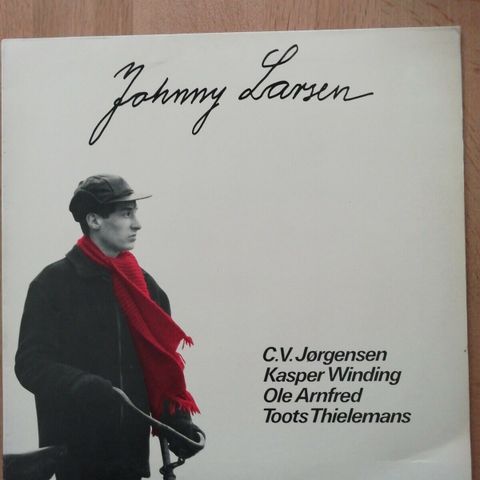 Johnny Larsen
C.V. Jørgensen
Kasper Winding
Ole Arnfred
Toots Thielemans